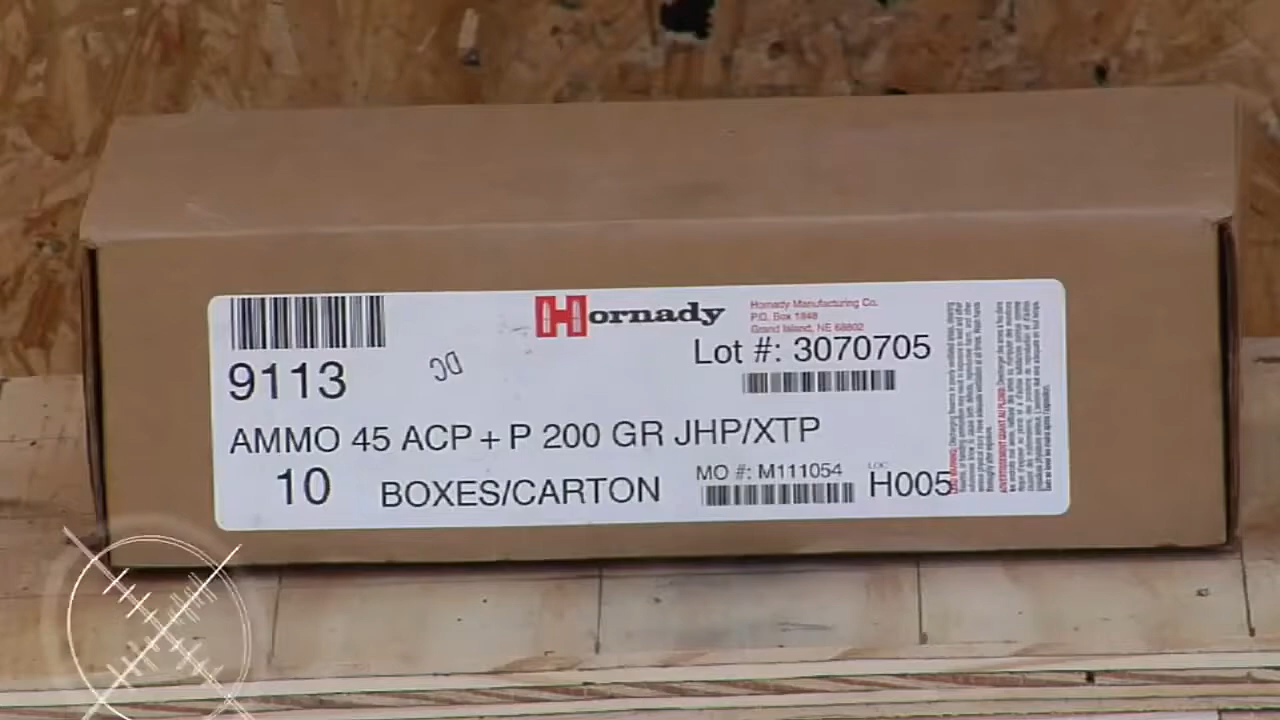 Hornady
Hornady Manufacturing Co.
P.O. Box 1848
Grand Island, NE 68802
9113
DC
Lot #: 3070705
AMMO 45 ACP + P 200 GR JHP/XTP
10 BOXES/CARTON
MO #: M111054
LOC
H005